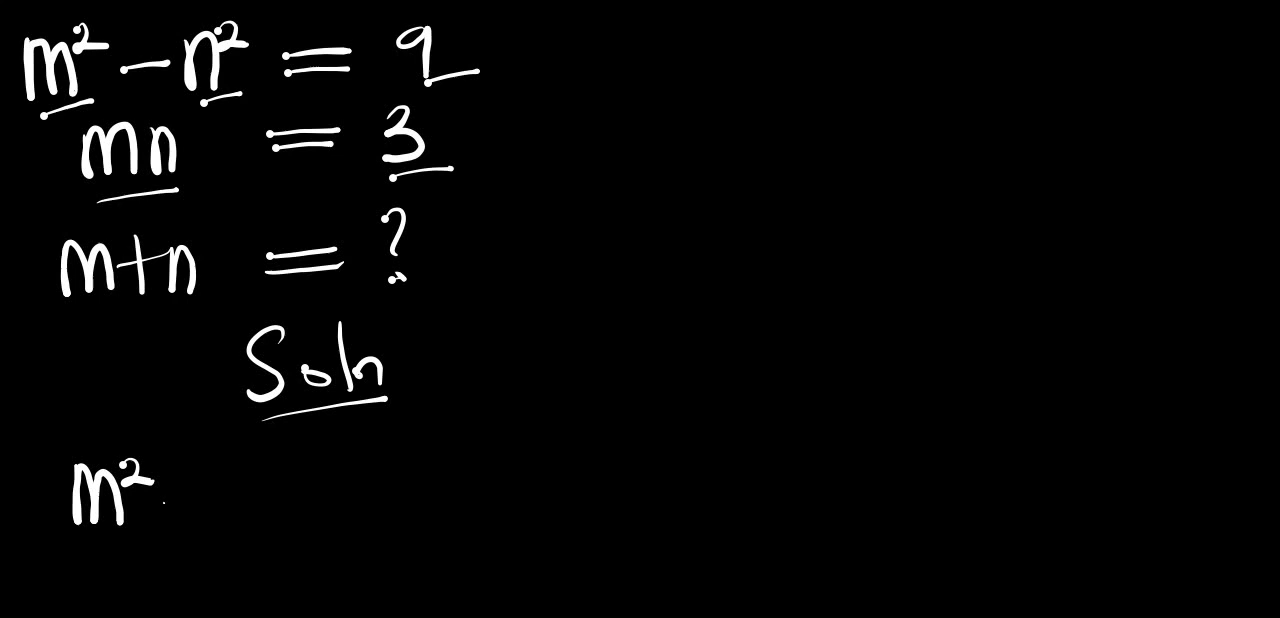 m² - n² = 9
mn = 3
m+n = ?
Soln
m²